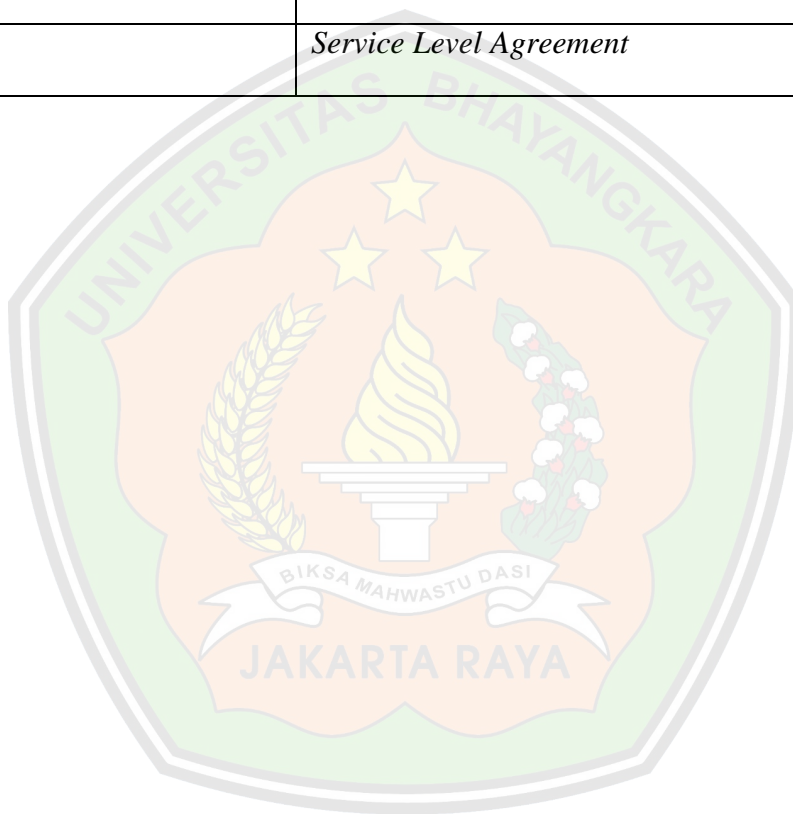 Service Level Agreement
UNIVERSITAS BHAYANGKARA
BIKSA MAHWASTU DASI
JAKARTA RAYA